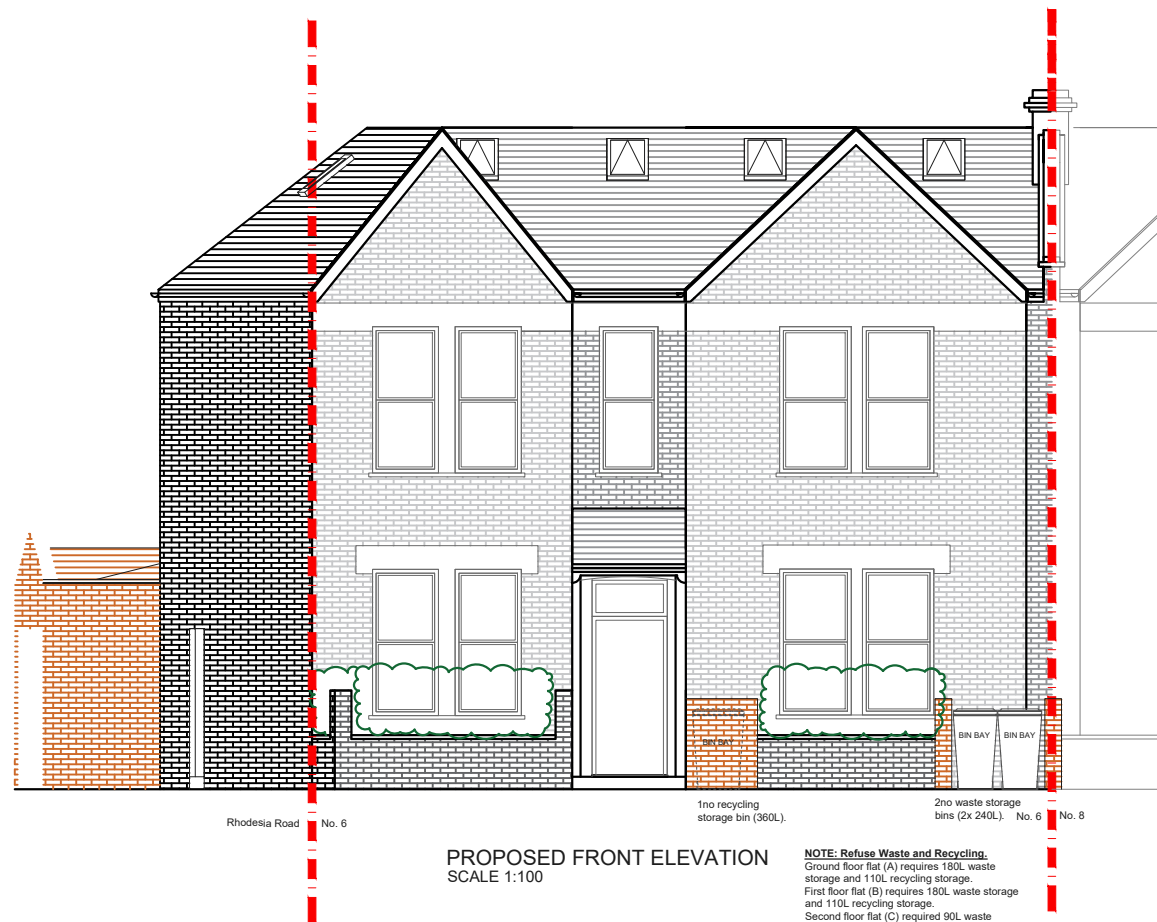 BIN BAY
BIN BAY
BIN BAY
1no recycling
storage bin (360L).
2no waste storage
bins (2x 240L).
No. 6
No. 8
Rhodesia Road
No. 6
PROPOSED FRONT ELEVATION
SCALE 1:100
NOTE: Refuse Waste and Recycling.
Ground floor flat (A) requires 180L waste
storage and 110L recycling storage.
First floor flat (B) requires 180L waste storage
and 110L recycling storage.
Second floor flat (C) required 90L waste